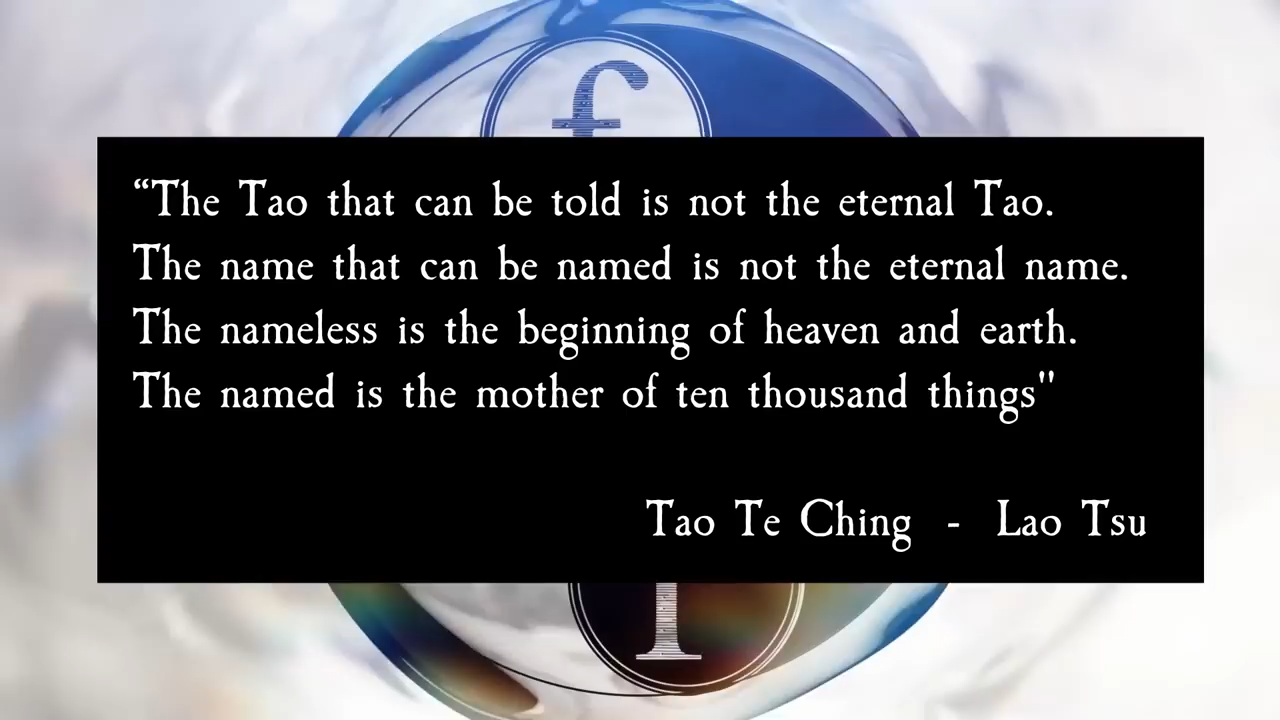 f
“The Tao that can be told is not the eternal Tao.
The name that can be named is not the eternal name.
The nameless is the beginning of heaven and earth.
The named is the mother of ten thousand things"
Tao Te Ching - Lao Tsu